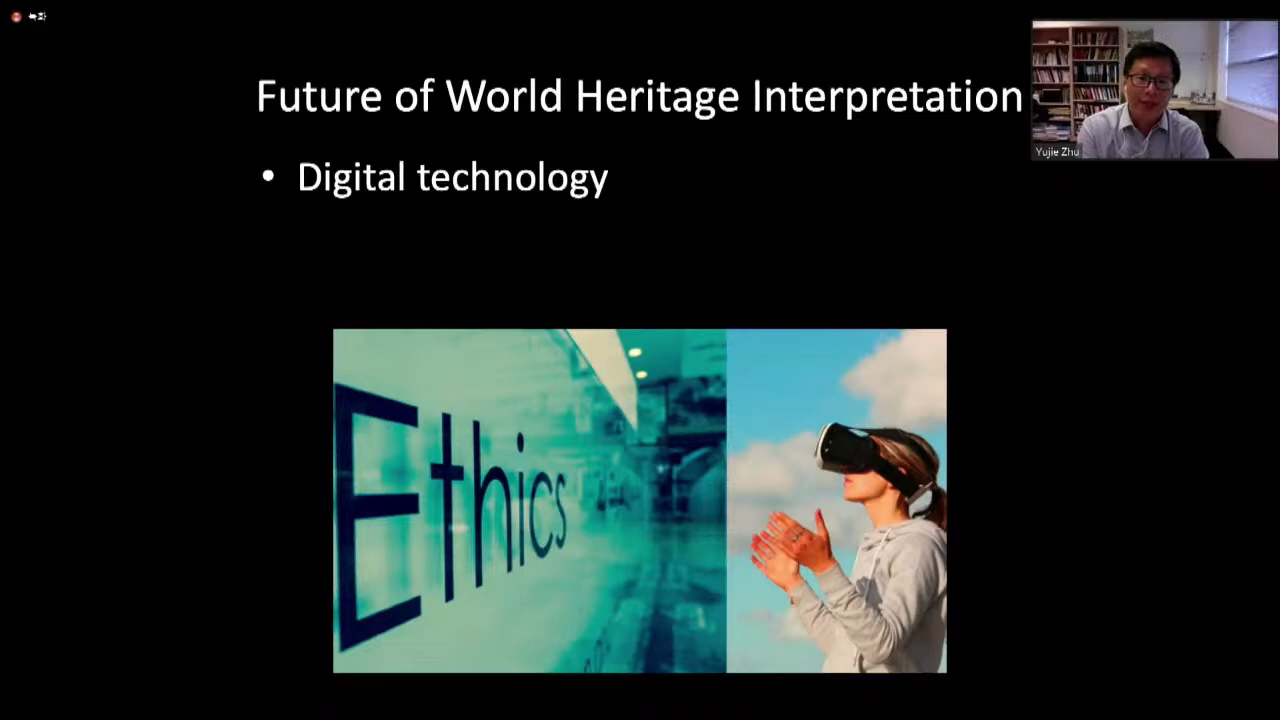 Future of World Heritage Interpretation
Yujie Zhu
• Digital technology
Ethics